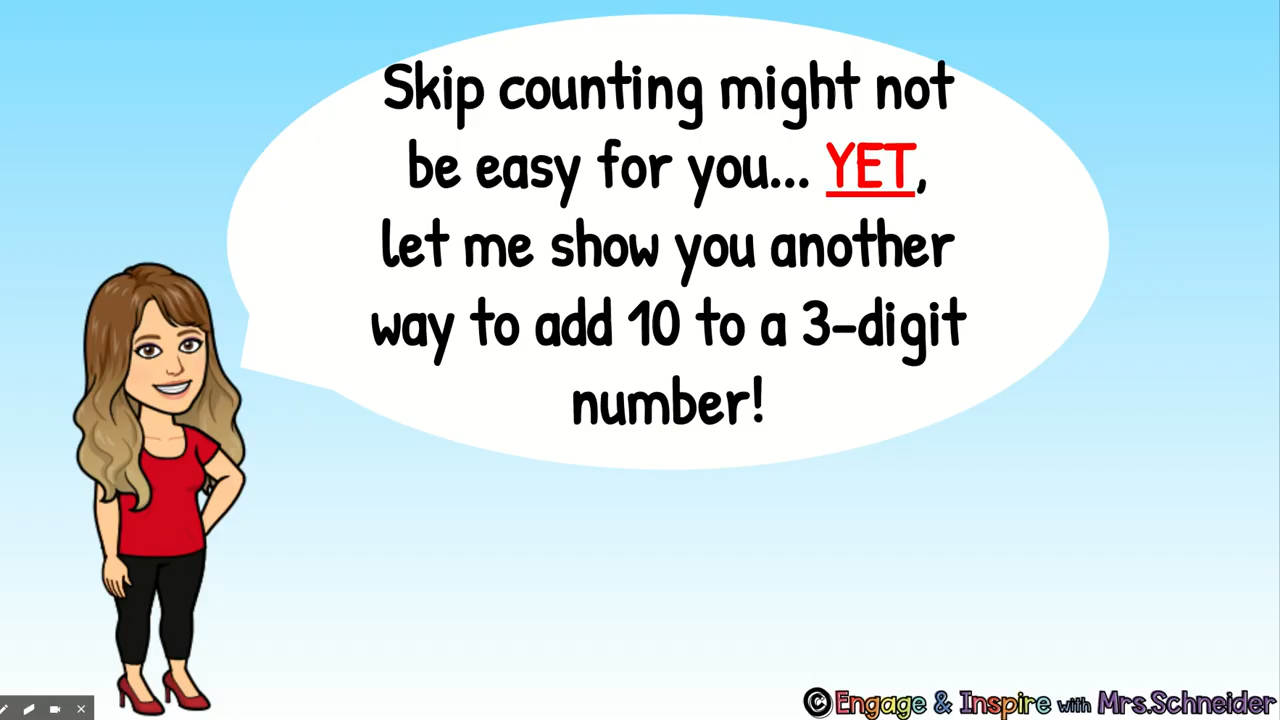 Skip counting might not
be easy for you... YET,
let me show you another
way to add 10 to a 3-digit
number!
© Engage & Inspire with Mrs.Schneider